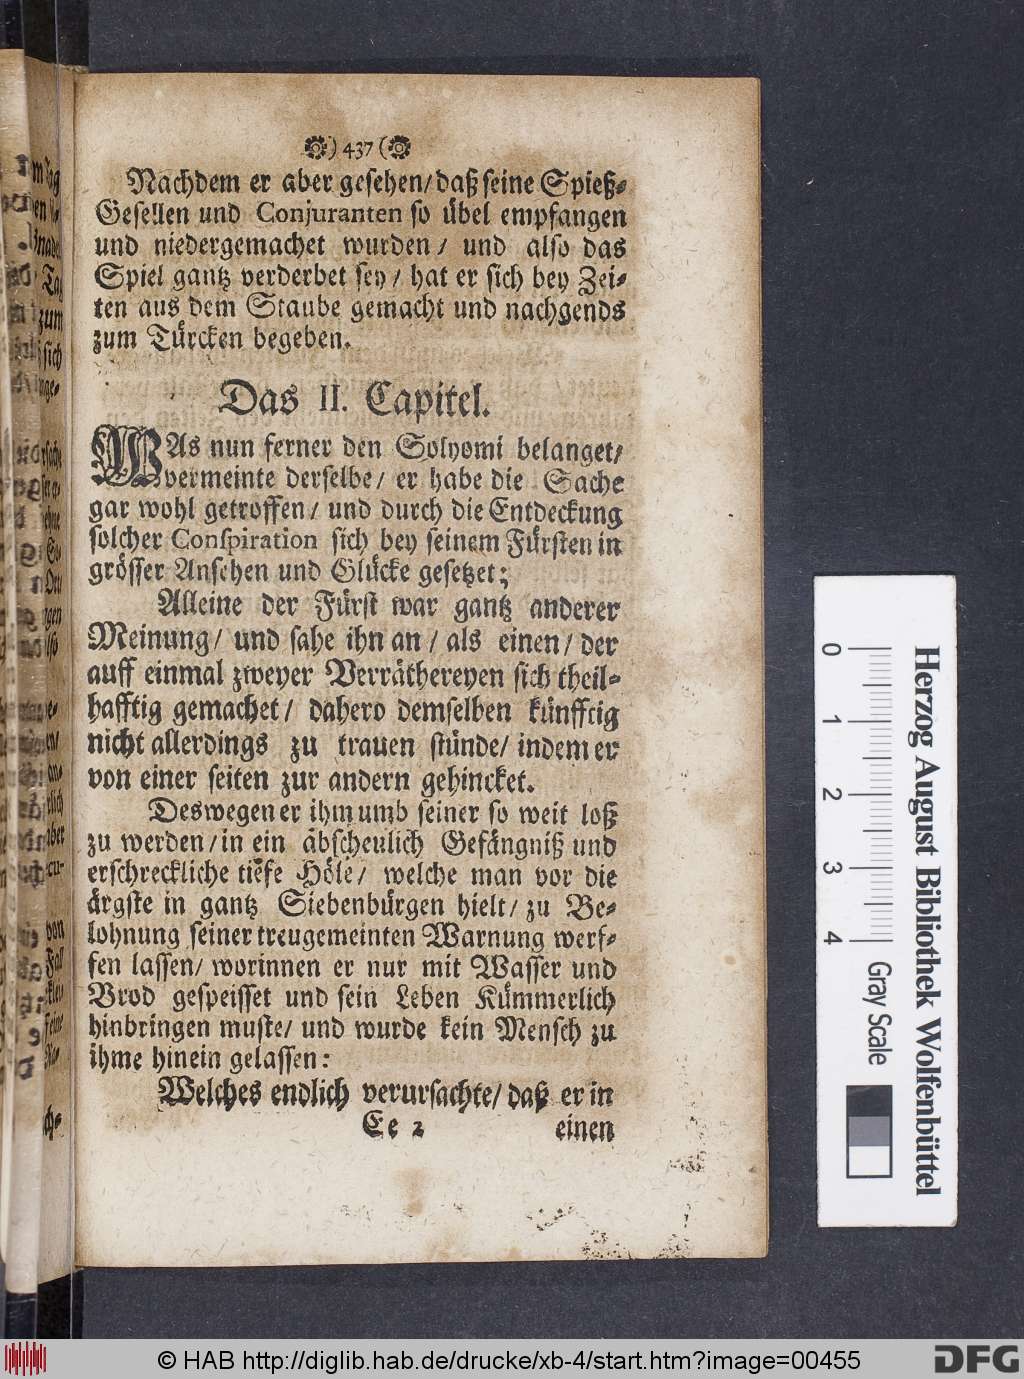 ) 437 (
Nachdem er aber gesehen/ daß seine Spieß-
Gesellen und Conjuranten so übel empfangen
und niedergemachet wurden/ und also das
Spiel gantz verderbet sey/ hat er sich bey Zei-
ten aus dem Staube gemacht und nachgends
zum Türcken begeben.
Das II. Capitel.
WAs nun ferner den Solyomi belanget/
vermeinte derselbe/ er habe die Sache
gar wohl getroffen/ und durch die Entdeckung
solcher Conspiration sich bey seinem Fürsten in
grösser Ansehen und Glücke gesetzet;
Alleine der Fürst war gantz anderer
Meinung/ und sahe ihn an/ als einen/ der
auff einmal zweyer Verräthereyen sich theil-
hafftig gemachet/ dahero demselben künfftig
nicht allerdings zu trauen stünde/ indem er
von einer seiten zur andern gehincket.
Deswegen er ihm umb seiner so weit loß
zu werden/ in ein äbscheulich Gefängniß und
erschreckliche tieffe Höle/ welche man vor die
ärgste in gantz Siebenbürgen hielt/ zu Be-
lohnung seiner treugemeinten Warnung werf-
fen lassen/ worinnen er nur mit Wasser und
Brod gespeisset und sein Leben Kümmerlich
hinbringen muste/ und wurde kein Mensch zu
ihme hinein gelassen:
Welches endlich verursachte/ daß er in
Ee 2 einen
Herzog August Bibliothek Wolfenbüttel
0 1 2 3 4 Gray Scale
© HAB http://diglib.hab.de/drucke/xb-4/start.htm?image=00455
DFG